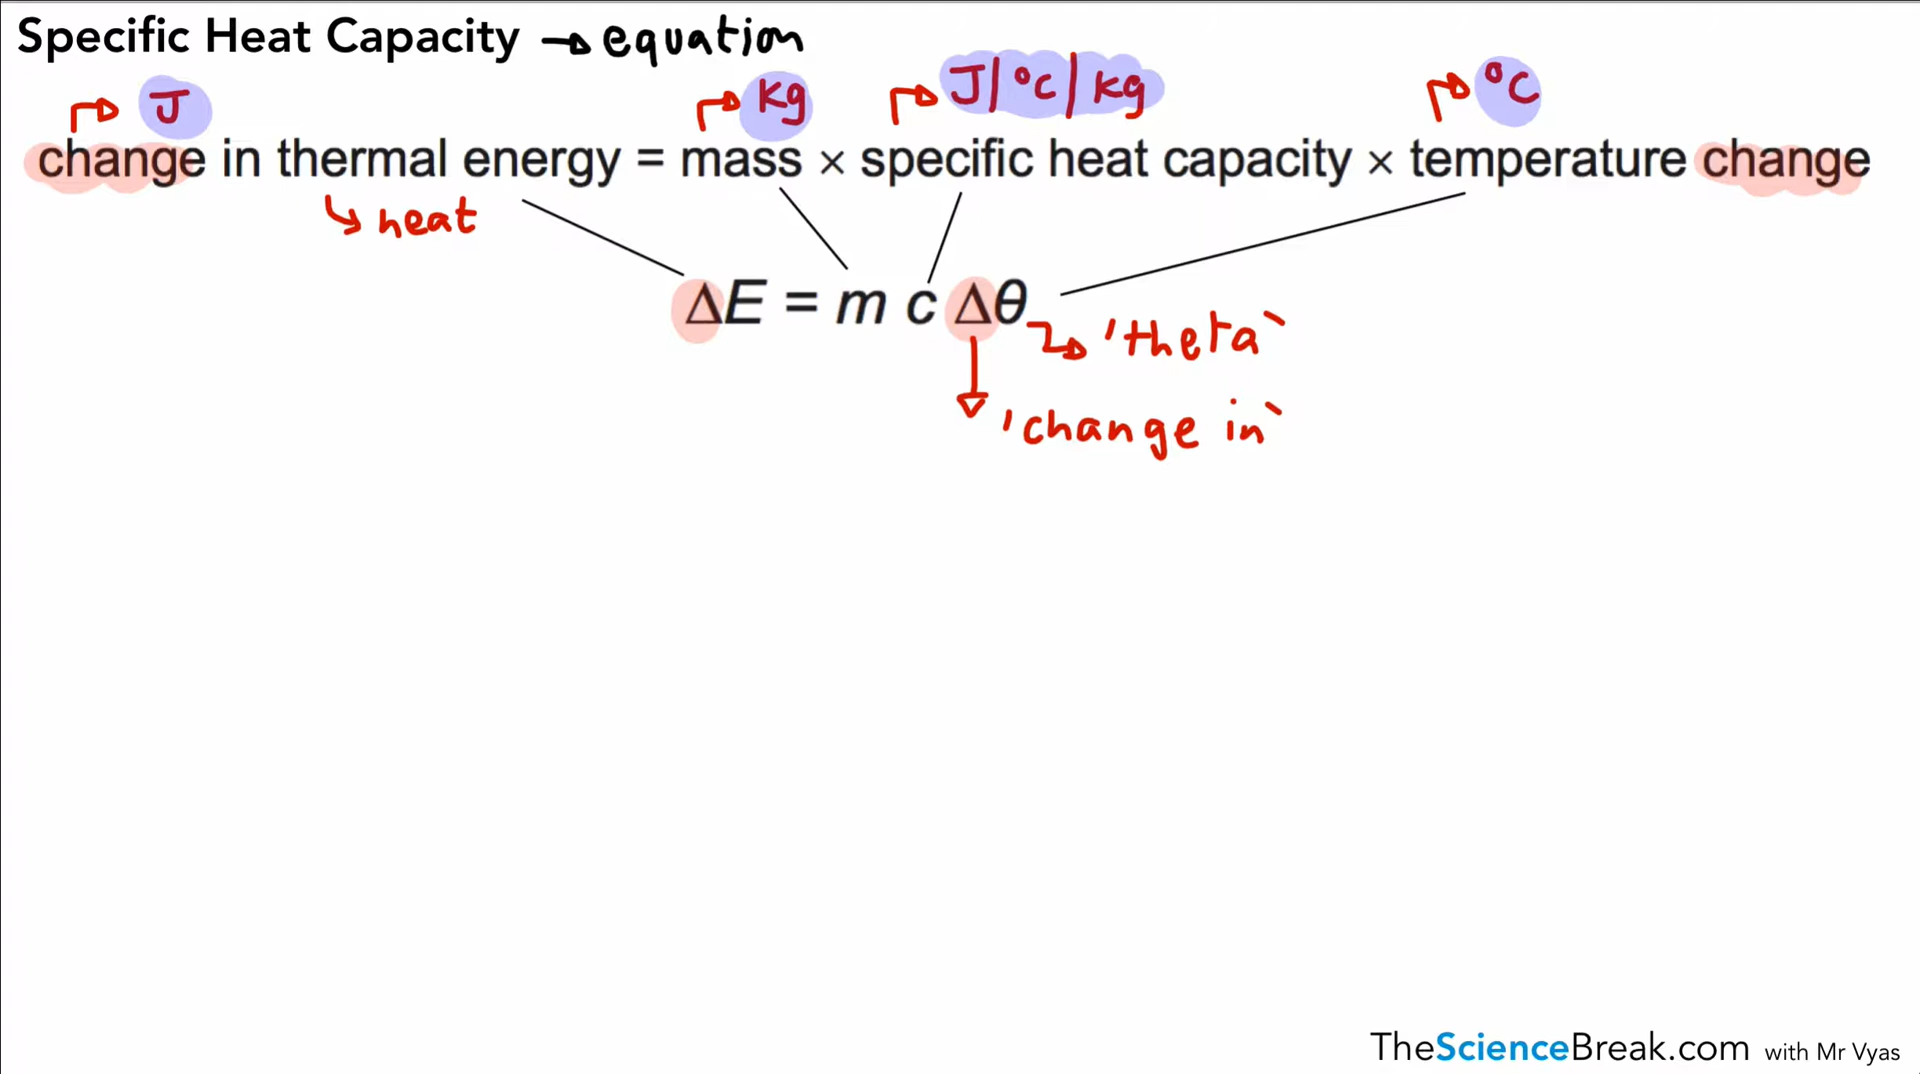 Specific Heat Capacity → equation
J kg J/°C/kg °C
change in thermal energy = mass × specific heat capacity × temperature change
heat
ΔE = m c Δθ
'theta'
'change in'
TheScienceBreak.com with Mr Vyas